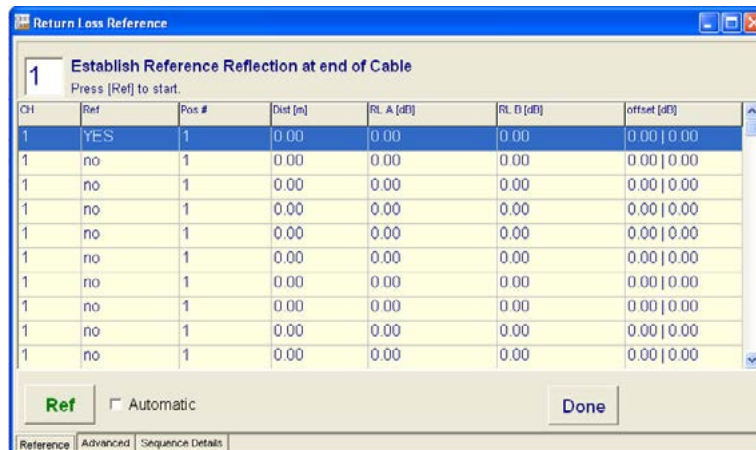 Return Loss Reference
1 Establish Reference Reflection at end of Cable
Press [Ref] to start.
CH Ref Pos # Dist [m] RL A [dB] RL B [dB] offset [dB]
1 YES 1 0.00 0.00 0.00 0.00 | 0.00
1 no 1 0.00 0.00 0.00 0.00 | 0.00
1 no 1 0.00 0.00 0.00 0.00 | 0.00
1 no 1 0.00 0.00 0.00 0.00 | 0.00
1 no 1 0.00 0.00 0.00 0.00 | 0.00
1 no 1 0.00 0.00 0.00 0.00 | 0.00
1 no 1 0.00 0.00 0.00 0.00 | 0.00
1 no 1 0.00 0.00 0.00 0.00 | 0.00
1 no 1 0.00 0.00 0.00 0.00 | 0.00
1 no 1 0.00 0.00 0.00 0.00 | 0.00
Ref Automatic Done
Reference Advanced Sequence Details